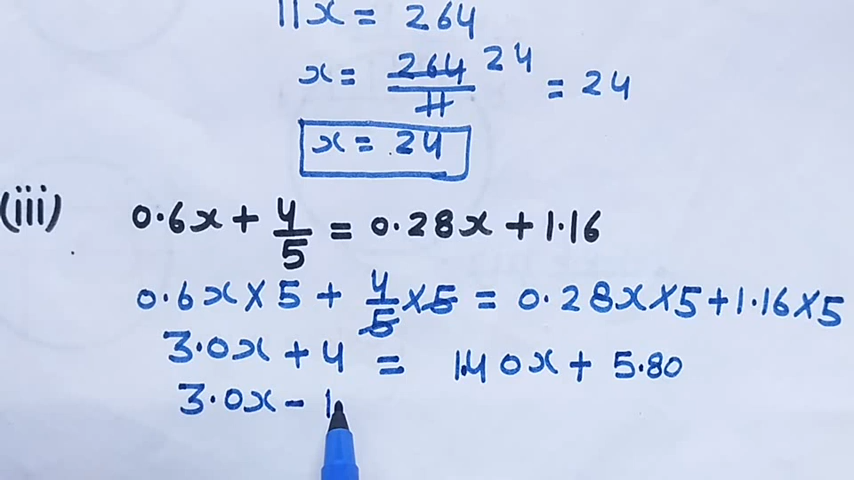 11x = 264
x = 264/11 24 = 24
x = 24
(iii) 0.6x + 4/5 = 0.28x + 1.16
0.6x × 5 + 4/5 × 5 = 0.28x × 5 + 1.16 × 5
3.0x + 4 = 1.40x + 5.80
3.0x - 1